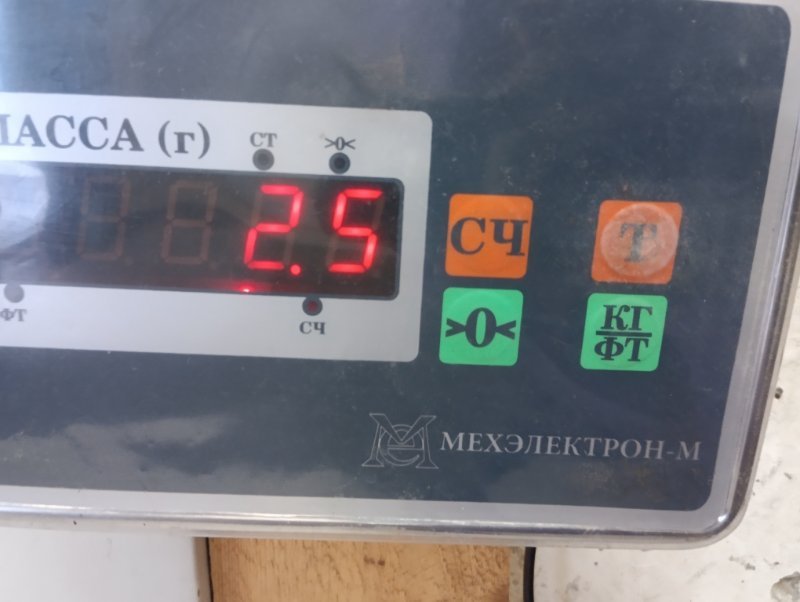 МАССА (г)
СТ
>0<
2.5
ФТ
СЧ
СЧ
Т
>0<
КГ
ФТ
МЕХЭЛЕКТРОН-М